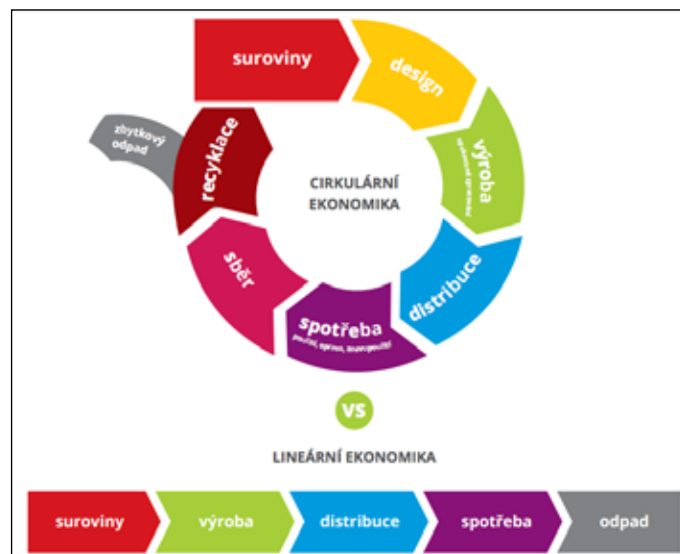 suroviny
design
výroba
distribuce
spotřeba
použití, oprava, znovupoužití
sběr
recyklace
zbytkový
odpad
CIRKULÁRNÍ
EKONOMIKA
VS
LINEÁRNÍ EKONOMIKA
suroviny
výroba
distribuce
spotřeba
odpad